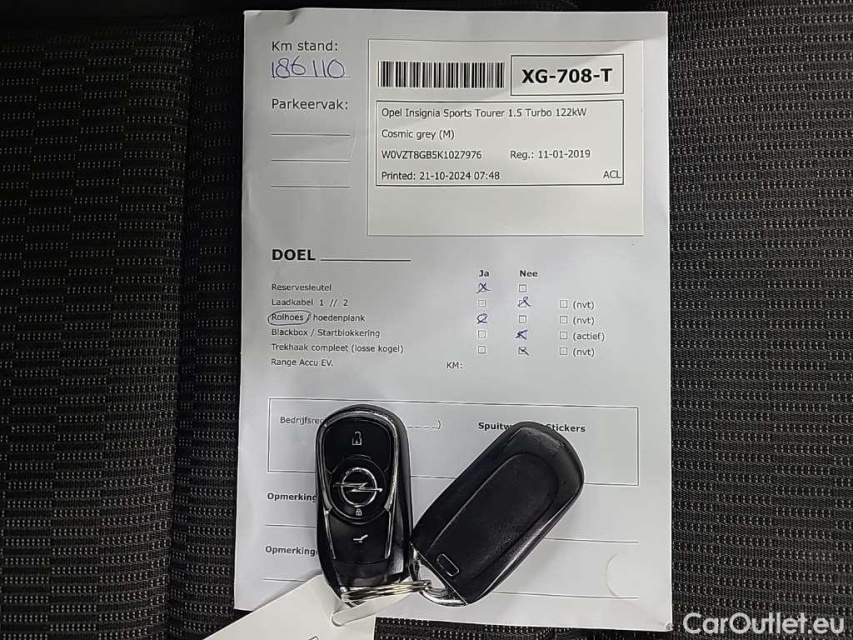 Km stand:
186110
XG-708-T
Parkeervak:
Opel Insignia Sports Tourer 1.5 Turbo 122kW
Cosmic grey (M)
W0VZT8GB5K1027976 Reg.: 11-01-2019
Printed: 21-10-2024 07:48 ACL
DOEL
Ja Nee
Reservesleutel
Laadkabel 1 // 2 (nvt)
Rolhoes / hoedenplank (nvt)
Blackbox / Startblokkering (actief)
Trekhaak compleet (losse kogel) (nvt)
Range Accu EV. KM:
Stickers
CarOutlet.eu